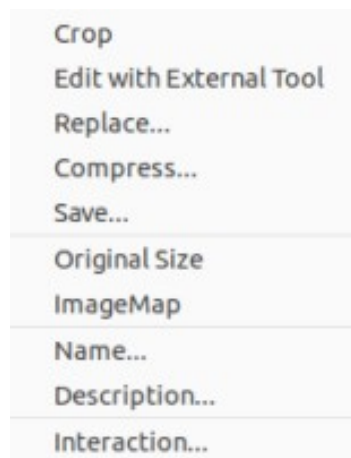 Crop
Edit with External Tool
Replace...
Compress...
Save...
Original Size
ImageMap
Name...
Description...
Interaction...